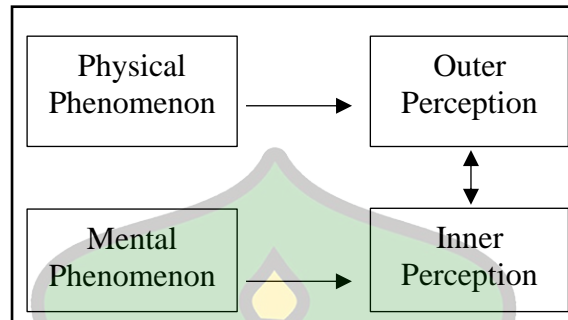 Physical
Phenomenon
Outer
Perception
Mental
Phenomenon
Inner
Perception